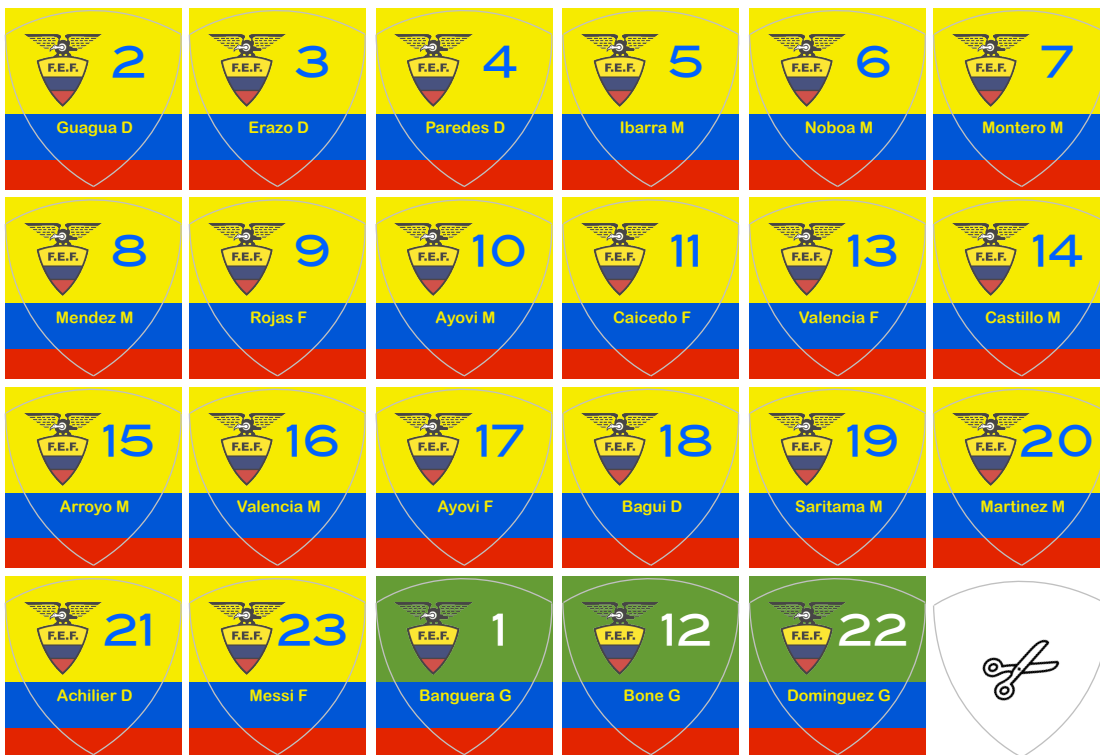 F.E.F. 2
Guagua D
F.E.F. 3
Erazo D
F.E.F. 4
Paredes D
F.E.F. 5
Ibarra M
F.E.F. 6
Noboa M
F.E.F. 7
Montero M
F.E.F. 8
Mendez M
F.E.F. 9
Rojas F
F.E.F. 10
Ayovi M
F.E.F. 11
Caicedo F
F.E.F. 13
Valencia F
F.E.F. 14
Castillo M
F.E.F. 15
Arroyo M
F.E.F. 16
Valencia M
F.E.F. 17
Ayovi F
F.E.F. 18
Bagui D
F.E.F. 19
Saritama M
F.E.F. 20
Martinez M
F.E.F. 21
Achilier D
F.E.F. 23
Messi F
F.E.F. 1
Banguera G
F.E.F. 12
Bone G
F.E.F. 22
Dominguez G